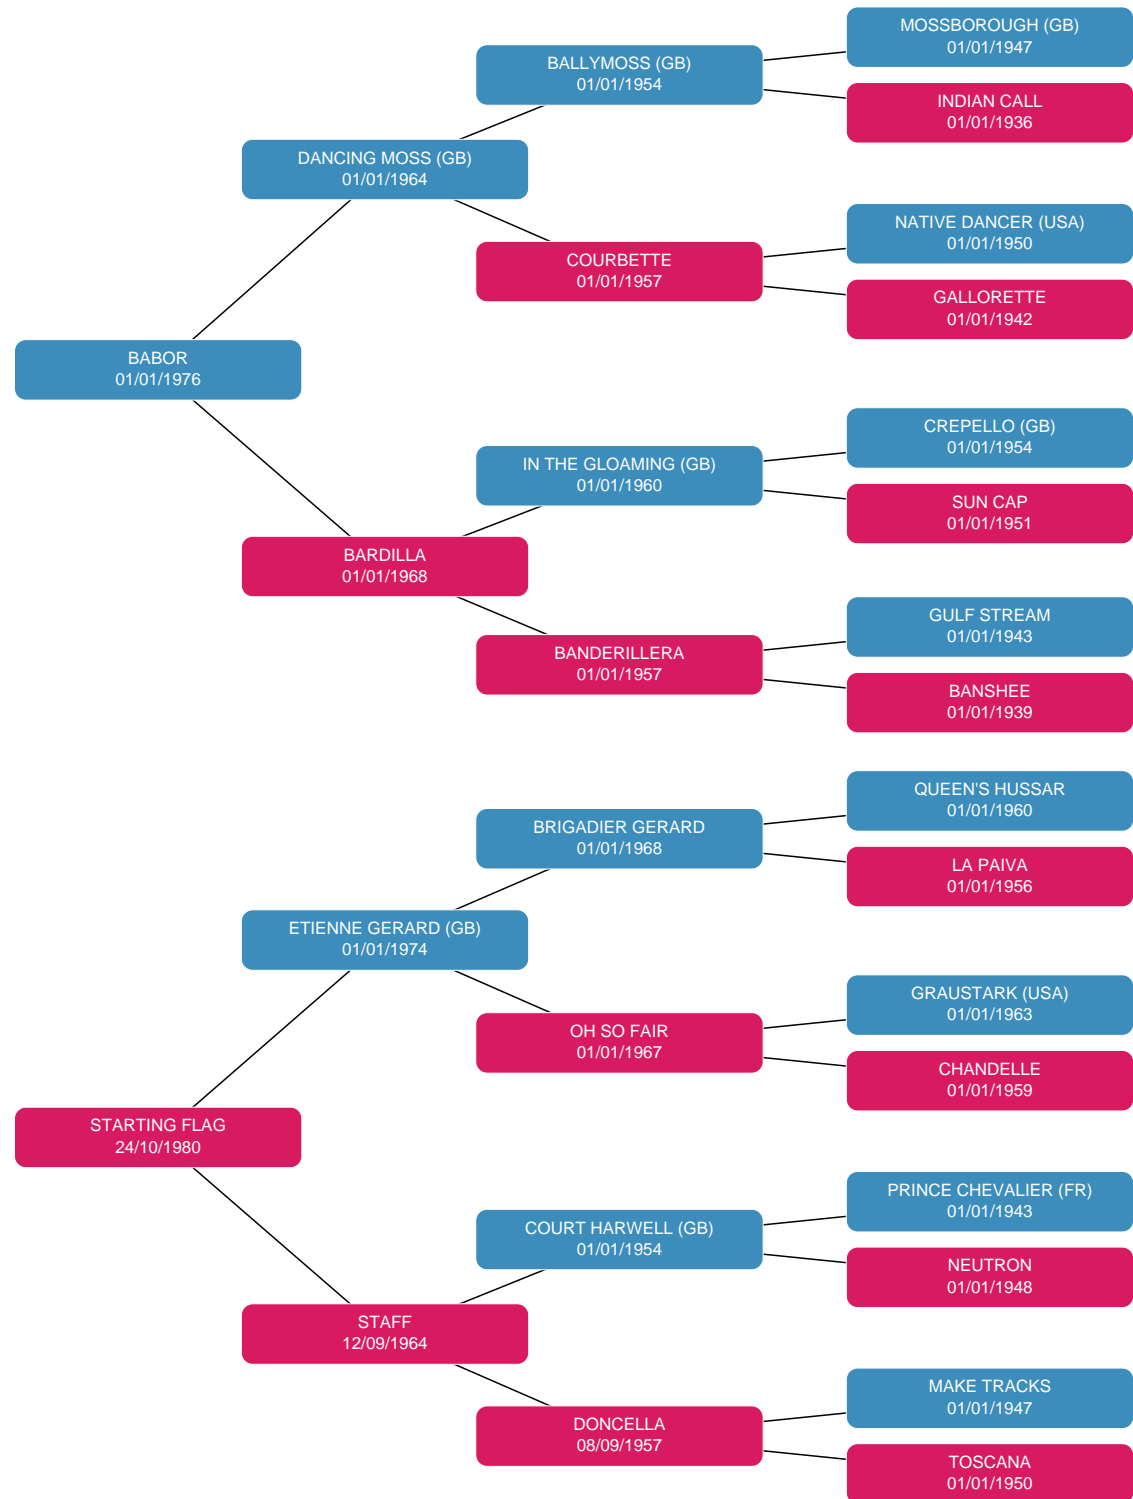 MOSSBOROUGH (GB)
01/01/1947
BALLYMOSS (GB)
01/01/1954
INDIAN CALL
01/01/1936
DANCING MOSS (GB)
01/01/1964
NATIVE DANCER (USA)
01/01/1950
COURBETTE
01/01/1957
GALLORETTE
01/01/1942
BABOR
01/01/1976
CREPELLO (GB)
01/01/1954
IN THE GLOAMING (GB)
01/01/1960
SUN CAP
01/01/1951
BARDILLA
01/01/1968
GULF STREAM
01/01/1943
BANDERILLERA
01/01/1957
BANSHEE
01/01/1939
QUEEN'S HUSSAR
01/01/1960
BRIGADIER GERARD
01/01/1968
LA PAIVA
01/01/1956
ETIENNE GERARD (GB)
01/01/1974
GRAUSTARK (USA)
01/01/1963
OH SO FAIR
01/01/1967
CHANDELLE
01/01/1959
STARTING FLAG
24/10/1980
PRINCE CHEVALIER (FR)
01/01/1943
COURT HARWELL (GB)
01/01/1954
NEUTRON
01/01/1948
STAFF
12/09/1964
MAKE TRACKS
01/01/1947
DONCELLA
08/09/1957
TOSCANA
01/01/1950